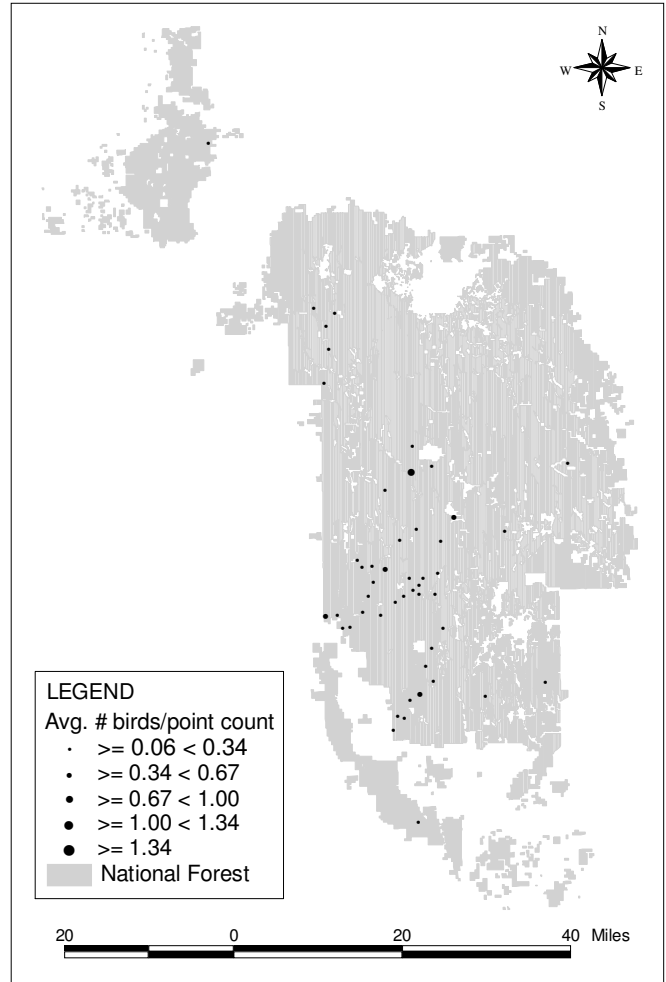 N
W E
S
LEGEND
Avg. # birds/point count
>= 0.06 < 0.34
>= 0.34 < 0.67
>= 0.67 < 1.00
>= 1.00 < 1.34
>= 1.34
National Forest
20 0 20 40 Miles